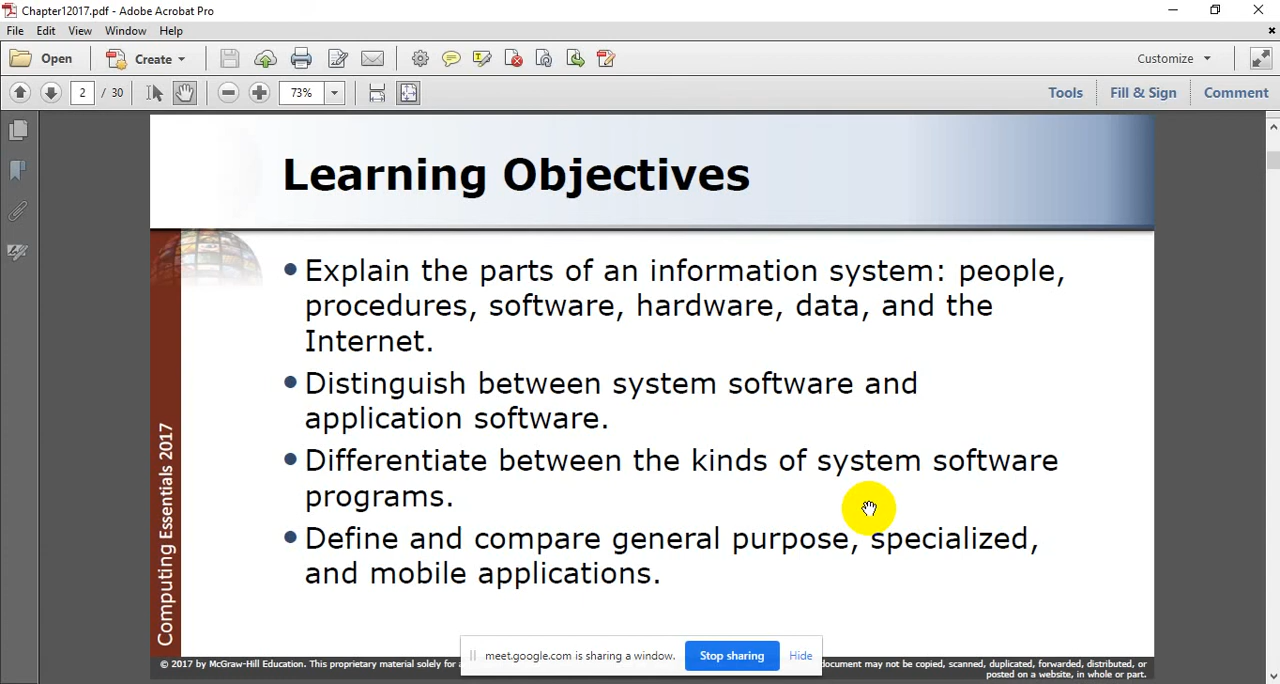 Chapter12017.pdf - Adobe Acrobat Pro
File Edit View Window Help
Open Create Customize
2 / 30 73% Tools Fill & Sign Comment
Learning Objectives
Explain the parts of an information system: people,
procedures, software, hardware, data, and the
Internet.
Distinguish between system software and
application software.
Differentiate between the kinds of system software
programs.
Define and compare general purpose, specialized,
and mobile applications.
Computing Essentials 2017
meet.google.com is sharing a window. Stop sharing Hide
© 2017 by McGraw-Hill Education. This proprietary material solely for document may not be copied, scanned, duplicated, forwarded, distributed, or
posted on a website, in whole or part.